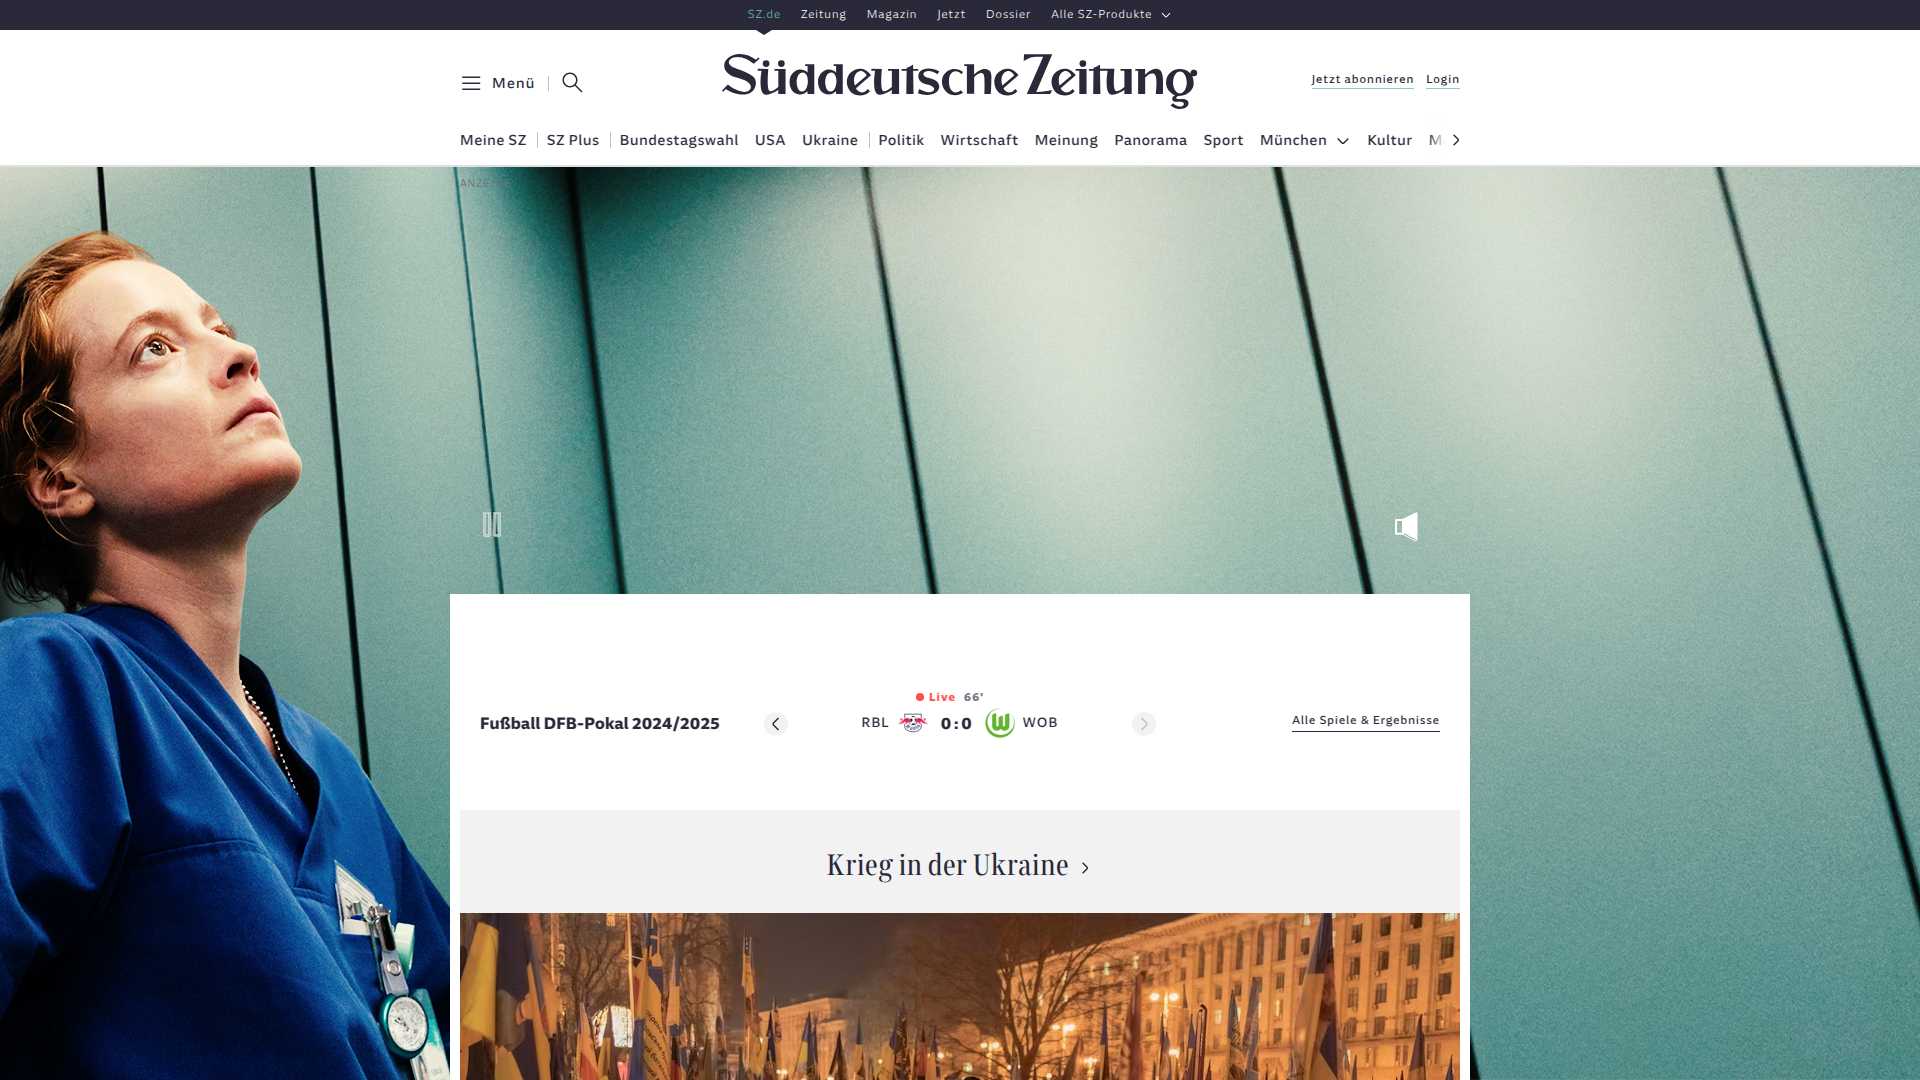 SZ.de Zeitung Magazin Jetzt Dossier Alle SZ-Produkte
Menü
Süddeutsche Zeitung
Jetzt abonnieren Login
Meine SZ SZ Plus Bundestagswahl USA Ukraine Politik Wirtschaft Meinung Panorama Sport München Kultur M
Live 66'
Fußball DFB-Pokal 2024/2025
RBL 0:0 WOB
Alle Spiele & Ergebnisse
Krieg in der Ukraine